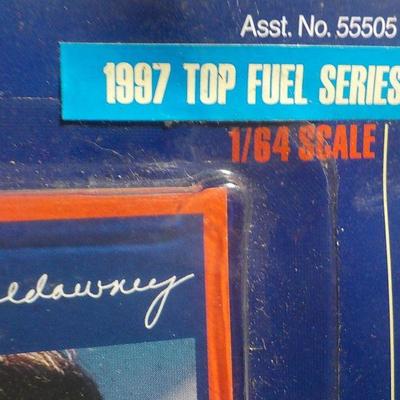 Asst. No. 55505
1997 TOP FUEL SERIES
1/64 SCALE